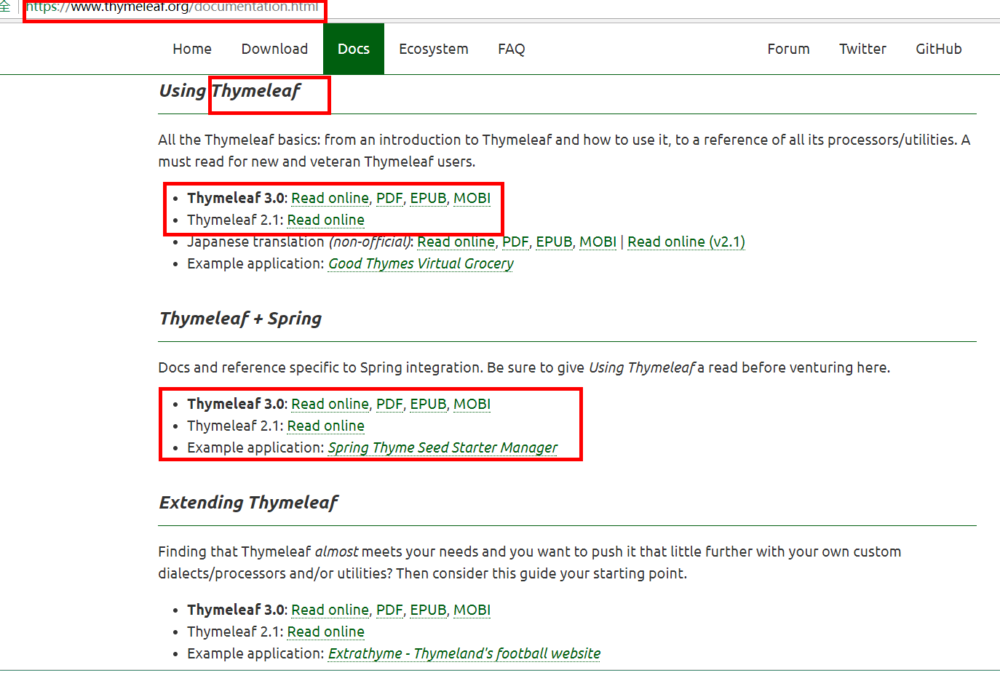 全 https://www.thymeleaf.org/documentation.html
Home Download Docs Ecosystem FAQ Forum Twitter GitHub
Using Thymeleaf
All the Thymeleaf basics: from an introduction to Thymeleaf and how to use it, to a reference of all its processors/utilities. A
must read for new and veteran Thymeleaf users.
• Thymeleaf 3.0: Read online, PDF, EPUB, MOBI
• Thymeleaf 2.1: Read online
• Japanese translation (non-official): Read online, PDF, EPUB, MOBI | Read online (v2.1)
• Example application: Good Thymes Virtual Grocery
Thymeleaf + Spring
Docs and reference specific to Spring integration. Be sure to give Using Thymeleaf a read before venturing here.
• Thymeleaf 3.0: Read online, PDF, EPUB, MOBI
• Thymeleaf 2.1: Read online
• Example application: Spring Thyme Seed Starter Manager
Extending Thymeleaf
Finding that Thymeleaf almost meets your needs and you want to push it that little further with your own custom
dialects/processors and/or utilities? Then consider this guide your starting point.
• Thymeleaf 3.0: Read online, PDF, EPUB, MOBI
• Thymeleaf 2.1: Read online
• Example application: Extrathyme - Thymeland's football website